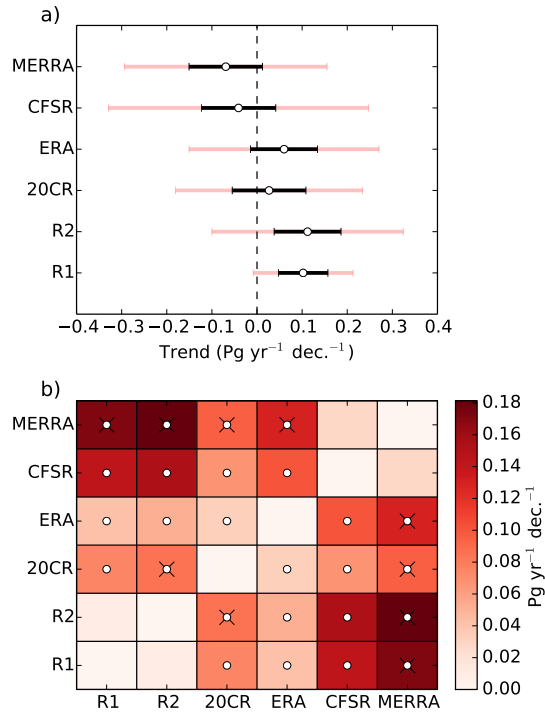 a)
MERRA
CFSR
ERA
20CR
R2
R1
−0.4 −0.3 −0.2 −0.1 0.0 0.1 0.2 0.3 0.4
Trend (Pg yr⁻¹ dec.⁻¹)
b)
MERRA
CFSR
ERA
20CR
R2
R1
R1 R2 20CR ERA CFSR MERRA
0.18
0.16
0.14
0.12
0.10
0.08
0.06
0.04
0.02
0.00
Pg yr⁻¹ dec.⁻¹